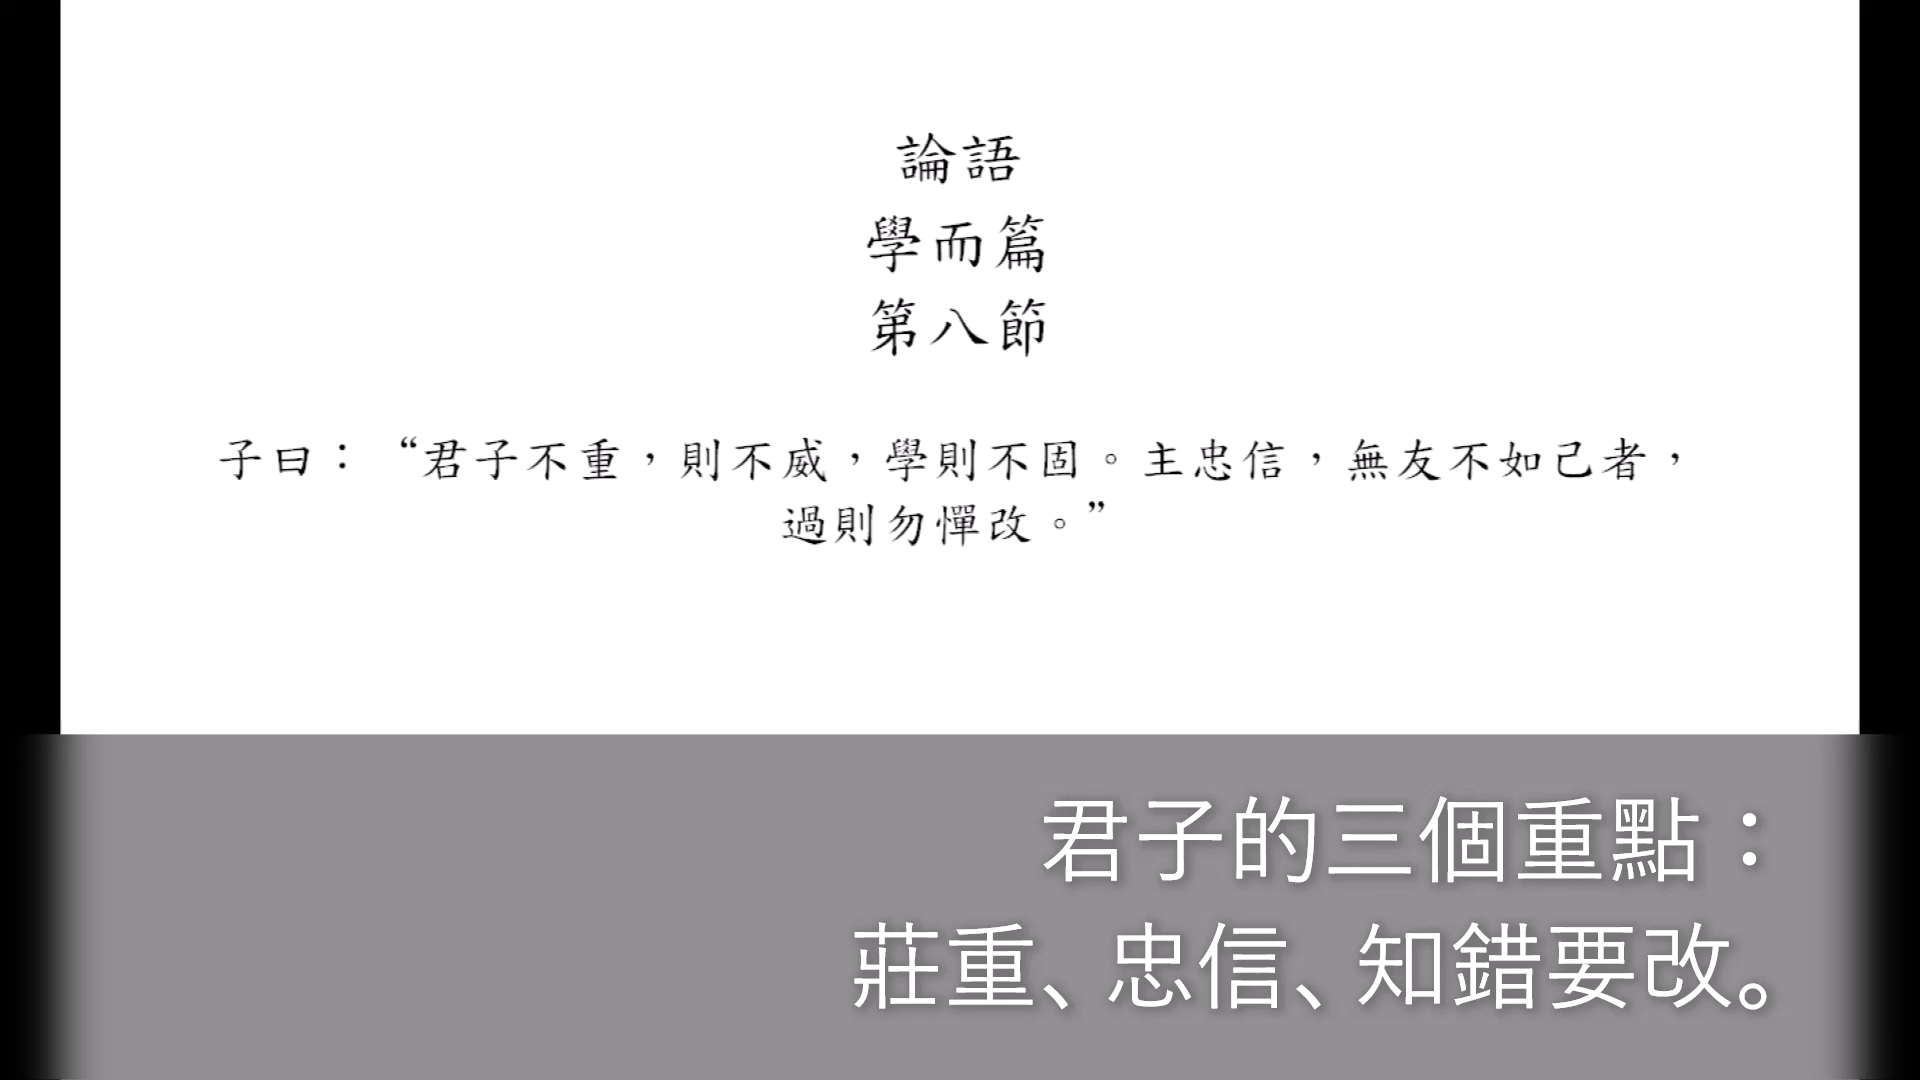 論語
學而篇
第八節
子曰：“君子不重，則不威，學則不固。主忠信，無友不如己者，
過則勿憚改。”
君子的三個重點：
莊重、忠信、知錯要改。